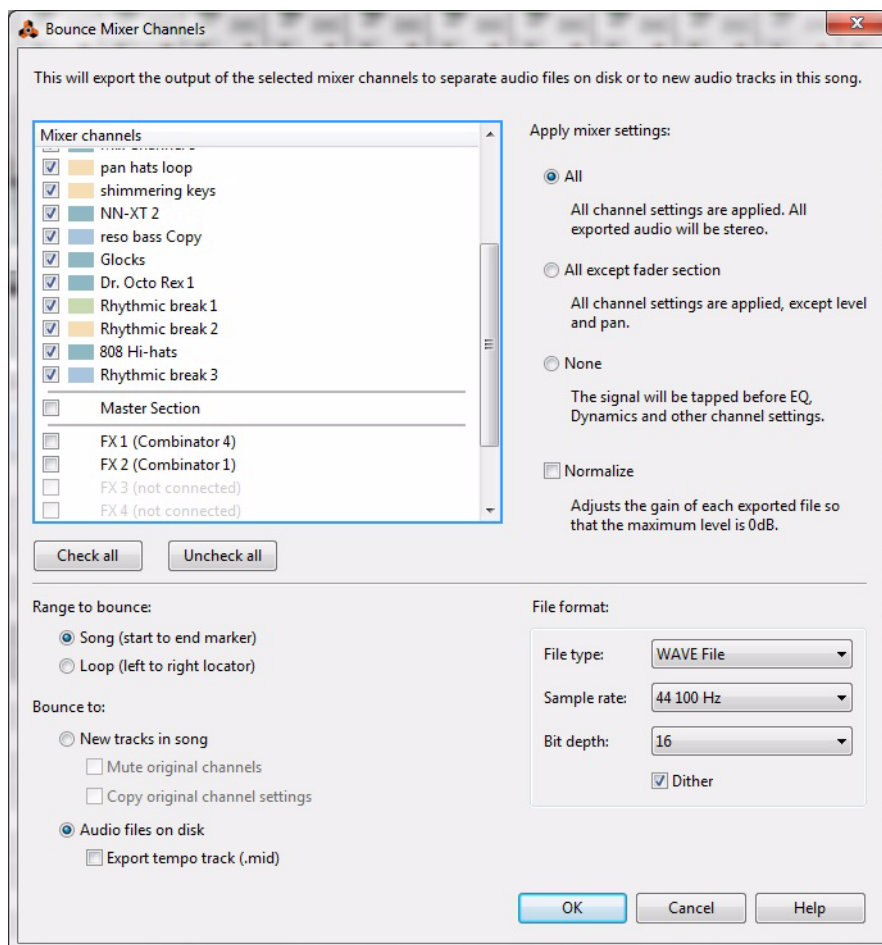 Bounce Mixer Channels
This will export the output of the selected mixer channels to separate audio files on disk or to new audio tracks in this song.
Mixer channels
pan hats loop
shimmering keys
NN-XT 2
reso bass Copy
Glocks
Dr. Octo Rex 1
Rhythmic break 1
Rhythmic break 2
808 Hi-hats
Rhythmic break 3
Master Section
FX 1 (Combinator 4)
FX 2 (Combinator 1)
FX 3 (not connected)
FX 4 (not connected)
Check all
Uncheck all
Apply mixer settings:
All
All channel settings are applied. All
exported audio will be stereo.
All except fader section
All channel settings are applied, except level
and pan.
None
The signal will be tapped before EQ,
Dynamics and other channel settings.
Normalize
Adjusts the gain of each exported file so
that the maximum level is 0dB.
Range to bounce:
Song (start to end marker)
Loop (left to right locator)
Bounce to:
New tracks in song
Mute original channels
Copy original channel settings
Audio files on disk
Export tempo track (.mid)
File format:
File type: WAVE File
Sample rate: 44 100 Hz
Bit depth: 16
Dither
OK Cancel Help